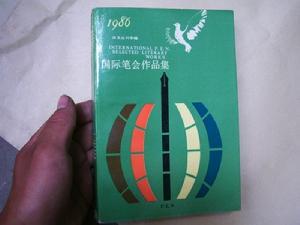 1986
INTERNATIONAL P.E.N.
SELECTED LITERARY
WORKS
国际笔会作品集
P.E.N